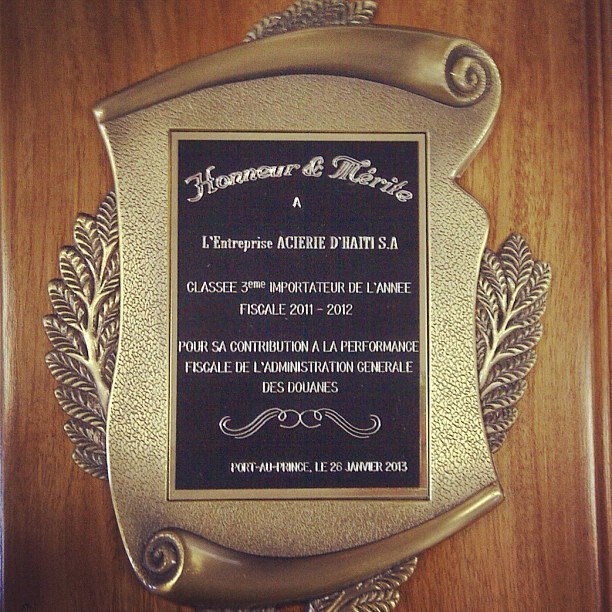 Honneur & Mérite
A
L'Entreprise ACIERIE D'HAITI S.A
CLASSEE 3eme IMPORTATEUR DE L'ANNEE
FISCALE 2011 - 2012
POUR SA CONTRIBUTION A LA PERFORMANCE
FISCALE DE L'ADMINISTRATION GENERALE
DES DOUANES
PORT-AU-PRINCE, LE 26 JANVIER 2013